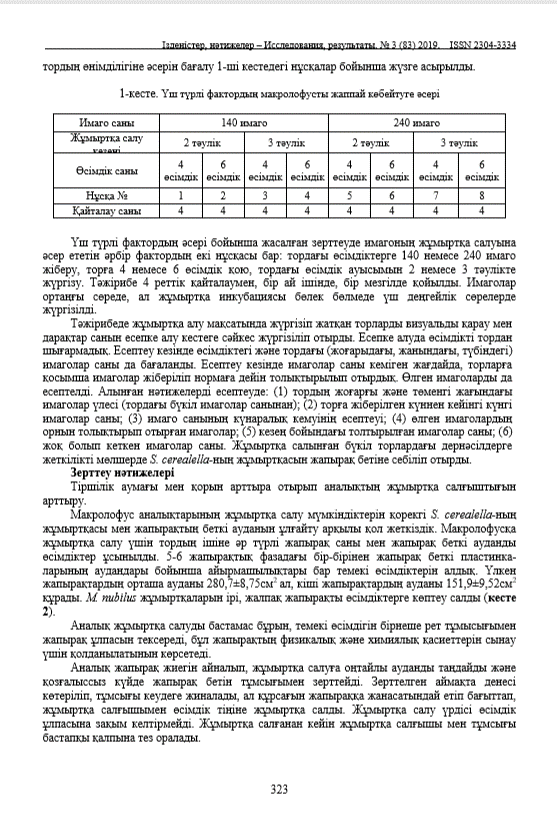 Ізденістер, нәтижелер – Исследования, результаты. № 3 (83) 2019. ISSN 2304-3334
тордың өнімділігіне әсерін бағалу 1-ші кестедегі нұсқалар бойынша жүзге асырылды.
1-кесте. Үш түрлі фактордың макролофусты жаппай көбейтуге әсері
Имаго саны 140 имаго 240 имаго
Жұмыртқа салу кезеңі 2 тәулік 3 тәулік 2 тәулік 3 тәулік
Өсімдік саны 4 өсімдік 6 өсімдік 4 өсімдік 6 өсімдік 4 өсімдік 6 өсімдік 4 өсімдік 6 өсімдік
Нұсқа № 1 2 3 4 5 6 7 8
Қайталау саны 4 4 4 4 4 4 4 4
Үш түрлі фактордың әсері бойынша жасалған зерттеуде имагоның жұмыртқа салуына
әсер ететін әрбір фактордың екі нұсқасы бар: тордағы өсімдіктерге 140 немесе 240 имаго
жіберу, торға 4 немесе 6 өсімдік қою, тордағы өсімдік ауысымын 2 немесе 3 тәулікте
жүргізу. Тәжірибе 4 реттік қайталаумен, бір ай ішінде, бір мезгілде қойылды. Имаголар
ортаңғы сөреде, ал жұмыртқа инкубациясы бөлек бөлмеде үш деңгейлік сөрелерде
жүргізілді.
Тәжірибеде жұмыртқа алу мақсатында жүргізіп жатқан торларды визуальды қарау мен
дарақтар санын есепке алу кестеге сәйкес жүргізіліп отырды. Есепке алуда өсімдікті тордан
шығармадық. Есептеу кезінде өсімдіктегі және тордағы (жоғарыдағы, жанындағы, түбіндегі)
имаголар саны да бағаланды. Есептеу кезінде имаголар саны кеміген жағдайда, торларға
қосымша имаголар жіберіліп нормаға дейін толықтырылып отырдық. Өлген имаголарды да
есептелді. Алынған нәтижелерді есептеуде: (1) тордың жоғарғы және төменгі жағындағы
имаголар үлесі (тордағы бүкіл имаголар санынан); (2) торға жіберілген күннен кейінгі күнгі
имаголар саны; (3) имаго санының күнаралық кемуінің есептеуі; (4) өлген имаголардың
орнын толықтырып отырған имаголар; (5) кезең бойындағы толтырылған имаголар саны; (6)
жоқ болып кеткен имаголар саны. Жұмыртқа салынған бүкіл торлардағы дернәсілдерге
жеткілікті мөлшерде S. cerealella-ның жұмыртқасын жапырақ бетіне себіліп отырды.
Зерттеу нәтижелері
Тіршілік аумағы мен қорын арттыра отырып аналықтың жұмыртқа салғыштығын
арттыру.
Макролофус аналықтарының жұмыртқа салу мүмкіндіктерін корекгі S. cerealella-ның
жұмыртқасы мен жапырақтың беткі ауданын ұлғайту арқылы қол жеткіздік. Макролофусқа
жұмыртқа салу үшін тордың ішіне әр түрлі жапырақ саны мен жапырақ беткі ауданды
өсімдіктер ұсынылды. 5-6 жапырақтық фазадағы бір-бірінен жапырақ беткі пластинка-
ларының аудандары бойынша айырмашылықтары бар темекі өсімдіктерін алдық. Үлкен
жапырақтардың орташа ауданы 280,7±8,75см² ал, кіші жапырақтардың ауданы 151,9±9,52см²
құрады. M. nubilus жұмыртқаларын ірі, жалпақ жапырақты өсімдіктерге көптеу салды (кесте
2).
Аналық жұмыртқа салуды бастамас бұрын, темекі өсімдігін бірнеше рет тұмысығымен
жапырақ ұлпасын тексереді, бұл жапырақтың физикалық және химиялық қасиеттерін сынау
үшін қолданылатынын көрсетеді.
Аналық жапырақ жиегін айналып, жұмыртқа салуға оңтайлы ауданды таңдайды және
қозғалыссыз күйде жапырақ бетін тұмсығымен зерттейді. Зерттелген аймақта денесі
көтеріліп, тұмсығы кеудеге жиналады, ал құрсағын жапыраққа жанасатындай етіп бағыттап,
жұмыртқа салғышымен өсімдік тініңе жұмыртқа салды. Жұмыртқа салу үрдісі өсімдік
ұлпасына зақым келтірмейді. Жұмыртқа салғанан кейін жұмыртқа салғышы мен тұмсығы
бастапқы қалпына тез оралады.
323